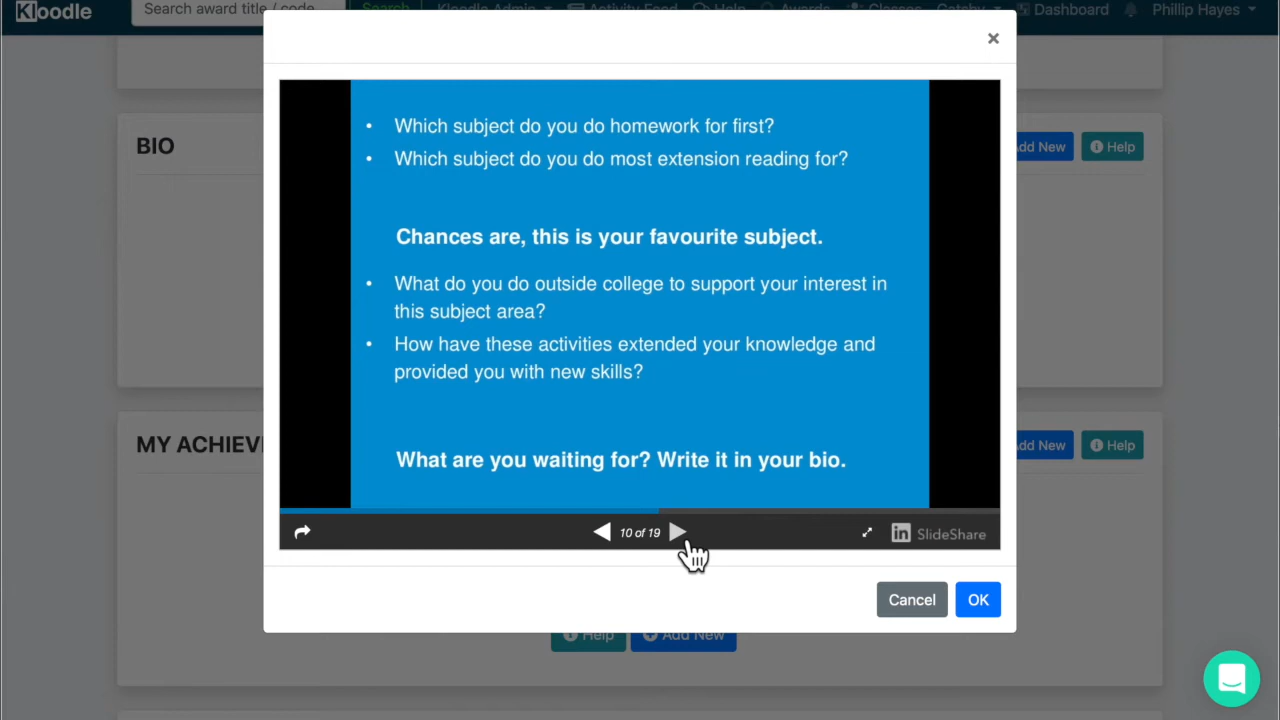 Kloodle
Search award title / code
Search
Kloodle Admin
Activity Feed
Help
Awards
Classes
Gatsby
Dashboard
Phillip Hayes
×
BIO
Add New
Help
• Which subject do you do homework for first?
• Which subject do you do most extension reading for?
Chances are, this is your favourite subject.
• What do you do outside college to support your interest in
this subject area?
• How have these activities extended your knowledge and
provided you with new skills?
What are you waiting for? Write it in your bio.
MY ACHIEV
Add New
Help
10 of 19
in SlideShare
Cancel
OK
Help
Add New